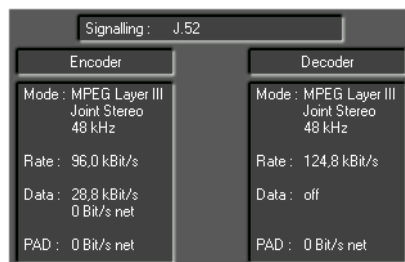 Signalling : J.52
Encoder
Mode : MPEG Layer III
Joint Stereo
48 kHz
Rate : 96,0 kBit/s
Data : 28,8 kBit/s
0 Bit/s net
PAD : 0 Bit/s net
Decoder
Mode : MPEG Layer III
Joint Stereo
48 kHz
Rate : 124,8 kBit/s
Data : off
PAD : 0 Bit/s net